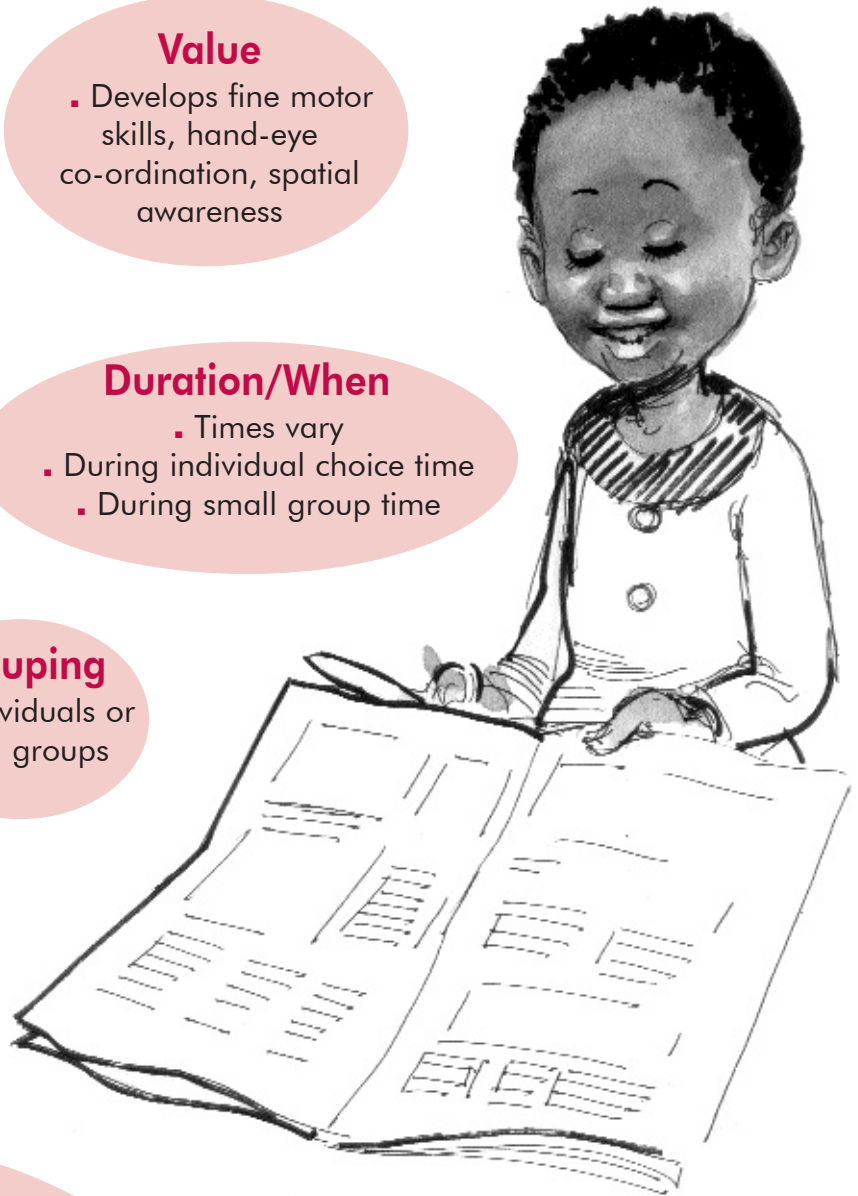 Value
. Develops fine motor
skills, hand-eye
co-ordination, spatial
awareness
Duration/When
. Times vary
. During individual choice time
. During small group time
uping
viduals or
groups